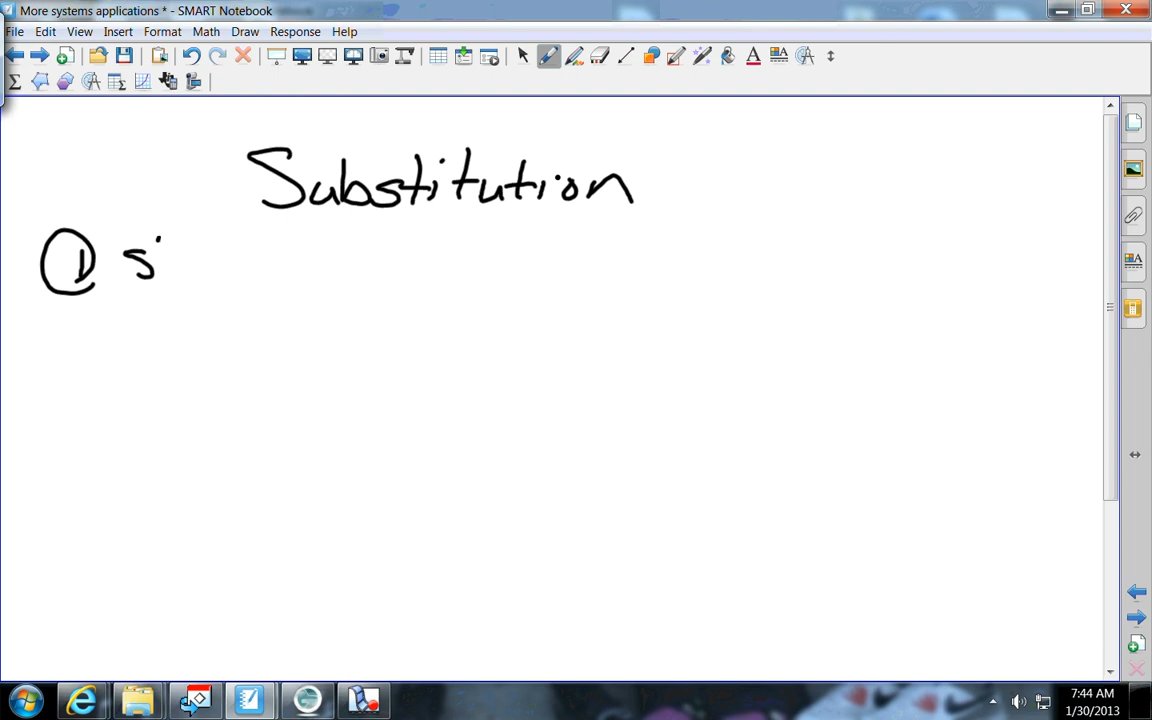 More systems applications * - SMART Notebook
File Edit View Insert Format Math Draw Response Help
Substitution
① si
7:44 AM
1/30/2013